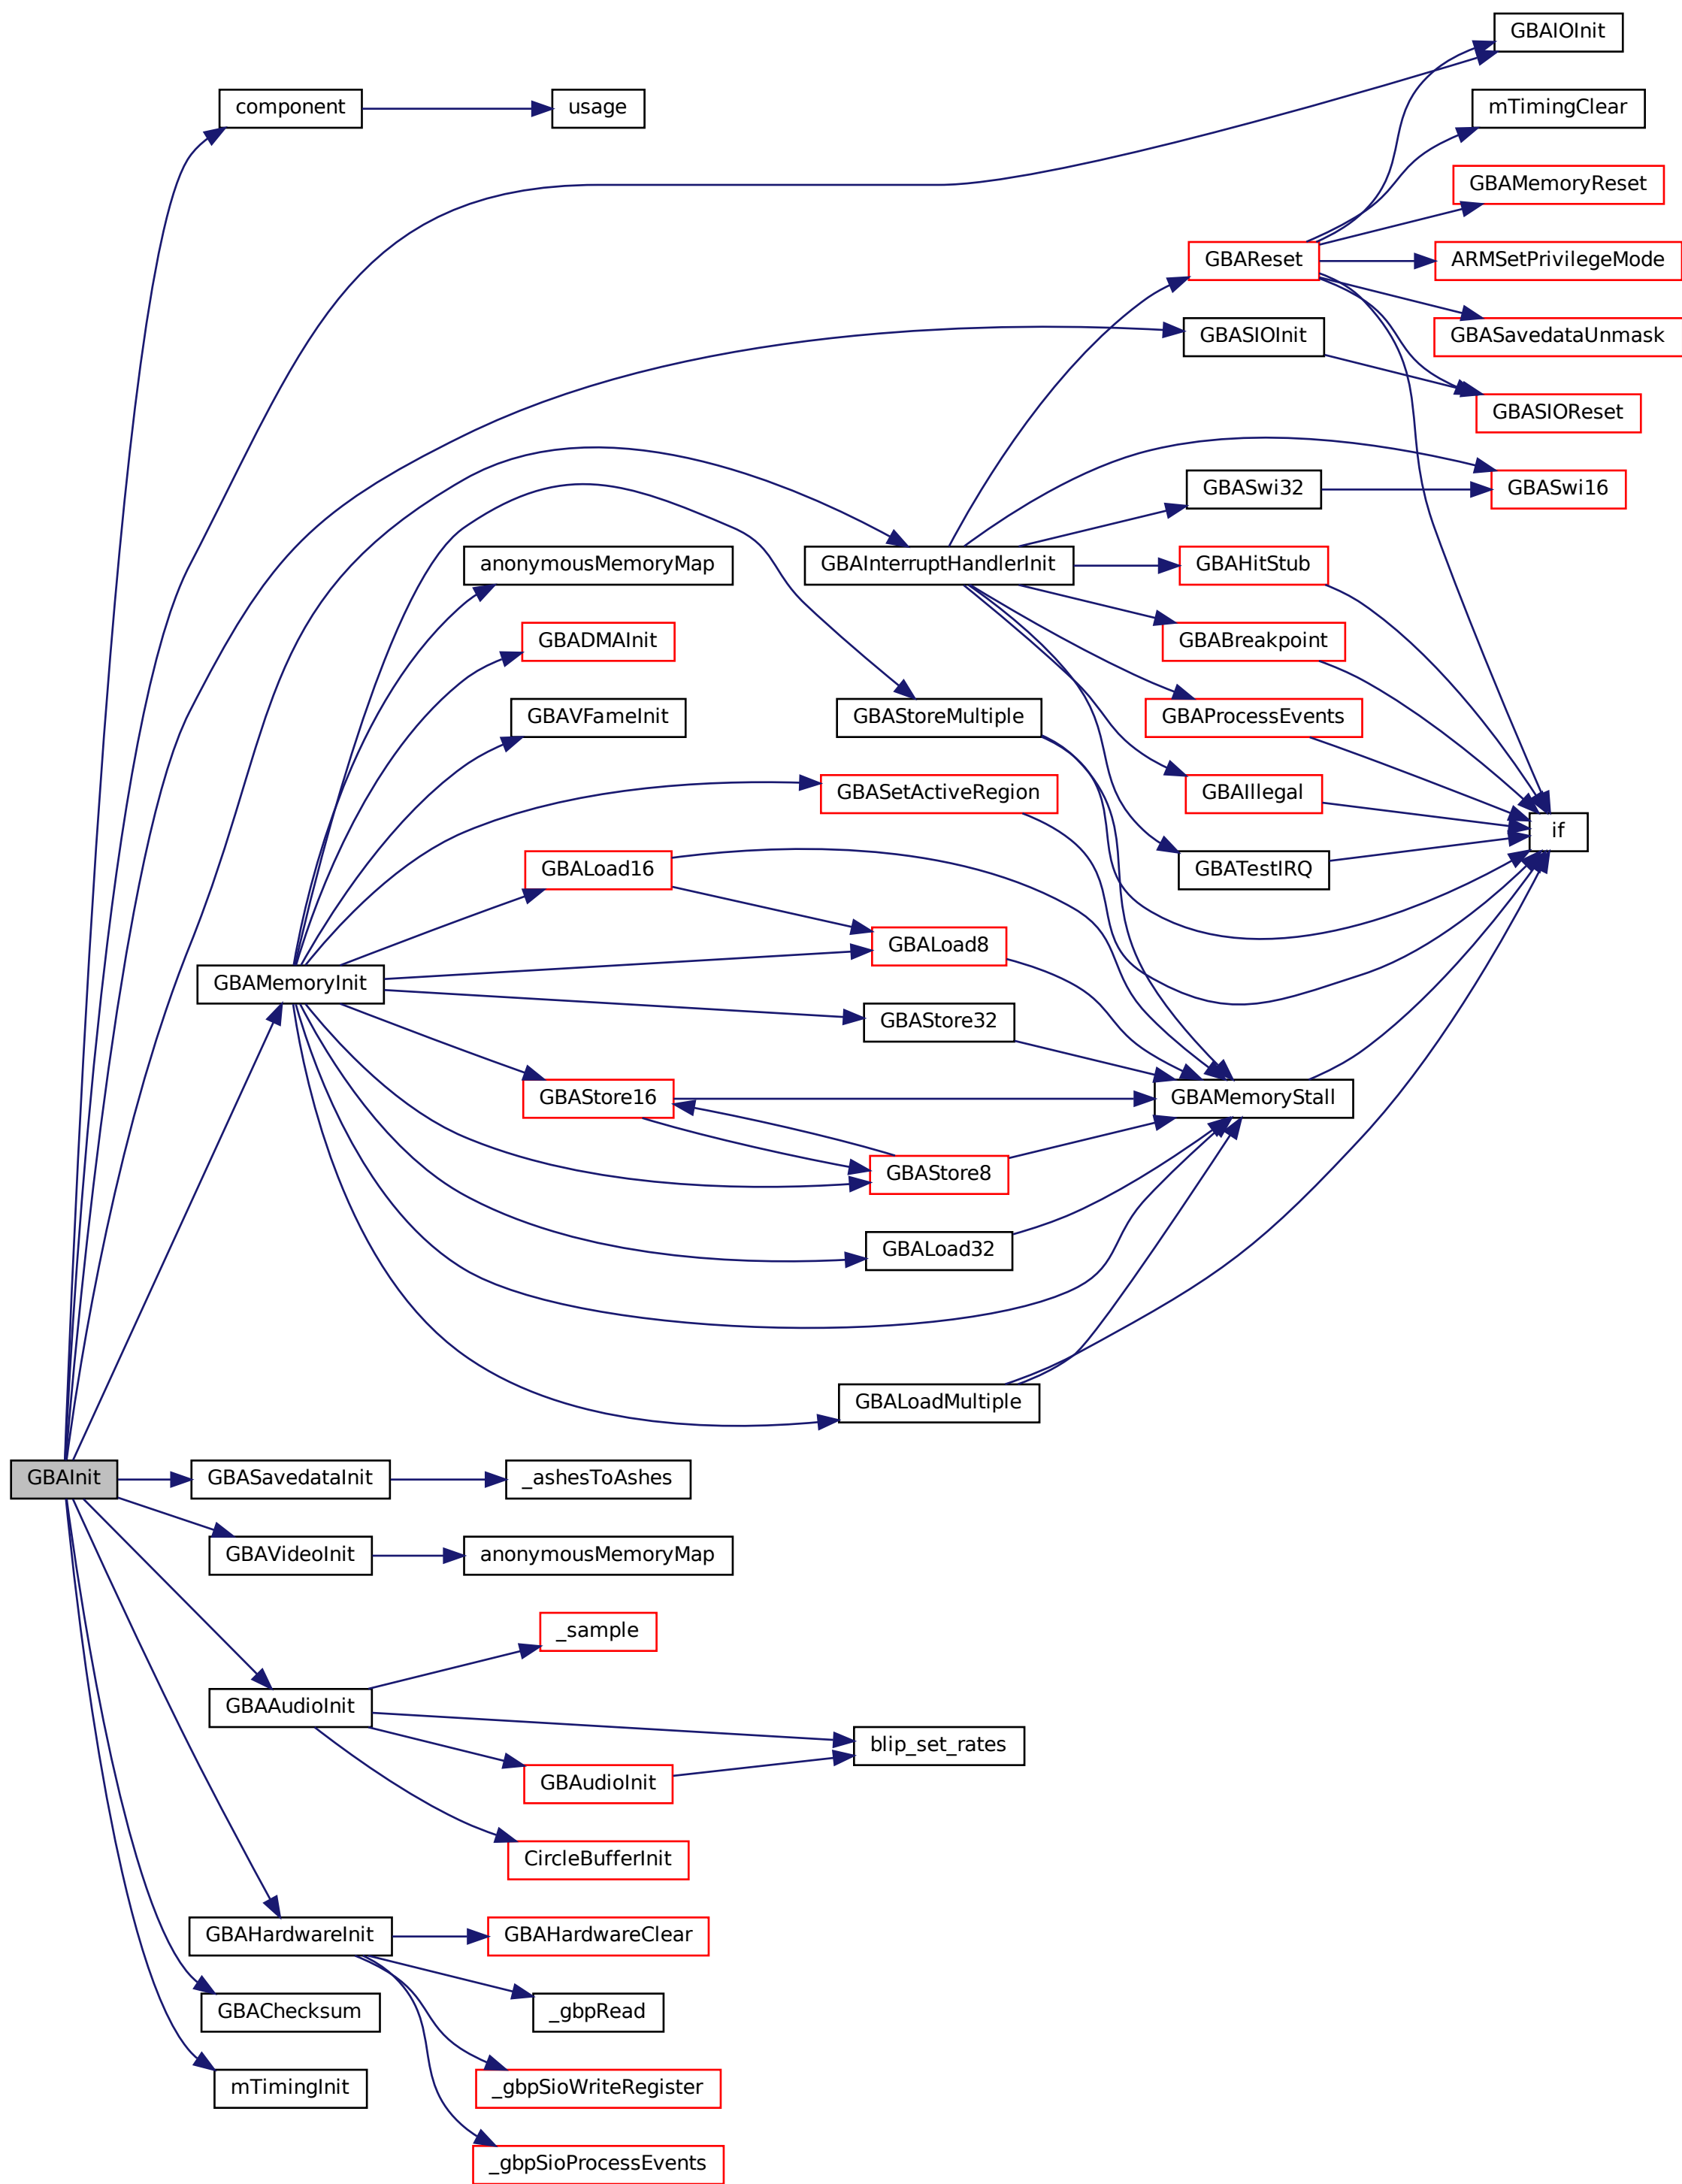 GBAIOInit
component
usage
mTimingClear
GBAMemoryReset
GBAReset
ARMSetPrivilegeMode
GBASIOInit
GBASavedataUnmask
GBASIOReset
GBASwi32
GBASwi16
anonymousMemoryMap
GBAInterruptHandlerInit
GBAHitStub
GBADMAInit
GBABreakpoint
GBAVFameInit
GBAStoreMultiple
GBAProcessEvents
GBASetActiveRegion
GBAIllegal
if
GBALoad16
GBATestIRQ
GBALoad8
GBAMemoryInit
GBAStore32
GBAStore16
GBAMemoryStall
GBAStore8
GBALoad32
GBALoadMultiple
GBAInit
GBASavedataInit
_ashesToAshes
GBAVideoInit
anonymousMemoryMap
_sample
GBAAudioInit
blip_set_rates
GBAudioInit
CircleBufferInit
GBAHardwareInit
GBAHardwareClear
GBAChecksum
_gbpRead
mTimingInit
_gbpSioWriteRegister
_gbpSioProcessEvents